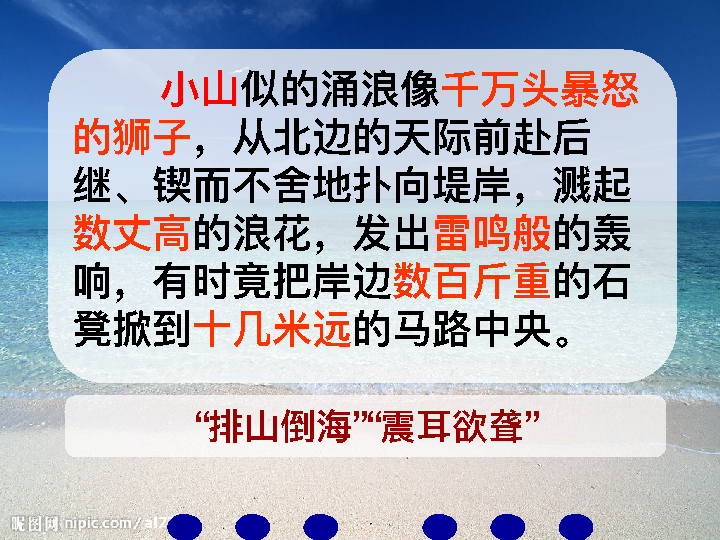 小山似的涌浪像千万头暴怒
的狮子，从北边的天际前赴后
继、锲而不舍地扑向堤岸，溅起
数丈高的浪花，发出雷鸣般的轰
响，有时竟把岸边数百斤重的石
凳掀到十几米远的马路中央。
“排山倒海”“震耳欲聋”
昵图网 nipic.com/al7